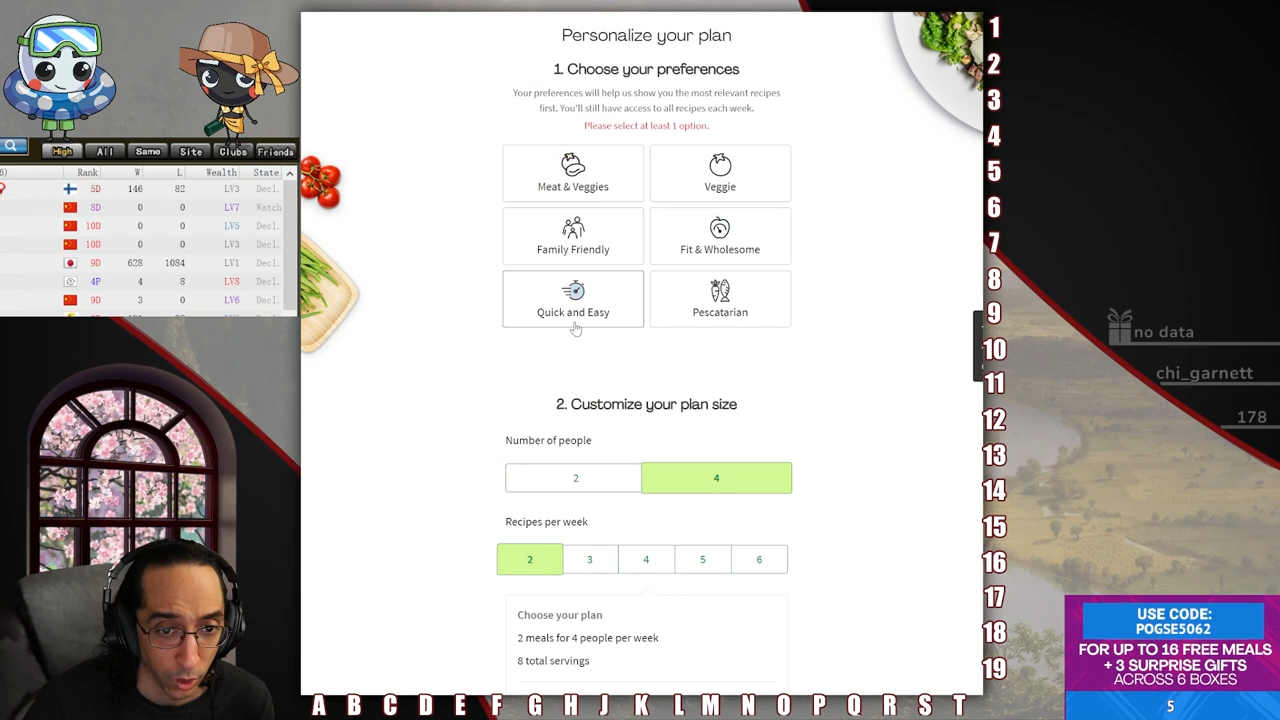 Personalize your plan
1. Choose your preferences
Your preferences will help us show you the most relevant recipes
first. You'll still have access to all recipes each week.
Please select at least 1 option.
Meat & Veggies
Veggie
Family Friendly
Fit & Wholesome
Quick and Easy
Pescatarian
2. Customize your plan size
Number of people
2
4
Recipes per week
2
3
4
5
6
Choose your plan
2 meals for 4 people per week
8 total servings
High All Same Site Clubs Friends
Rank W L Wealth State
5D 146 82 LV3 Decl.
8D 0 0 LV7 Watch
10D 0 0 LV5 Decl.
10D 0 0 LV3 Decl.
9D 628 1084 LV1 Decl.
4P 4 8 LV8 Decl.
9D 3 0 LV6 Decl.
1
2
3
4
5
6
7
8
9
10
11
12
13
14
15
16
17
18
19
A B C D E F G H J K L M N O P Q R S T
no data
chi_garnett
178
USE CODE:
POGSE5062
FOR UP TO 16 FREE MEALS
+ 3 SURPRISE GIFTS
ACROSS 6 BOXES
5